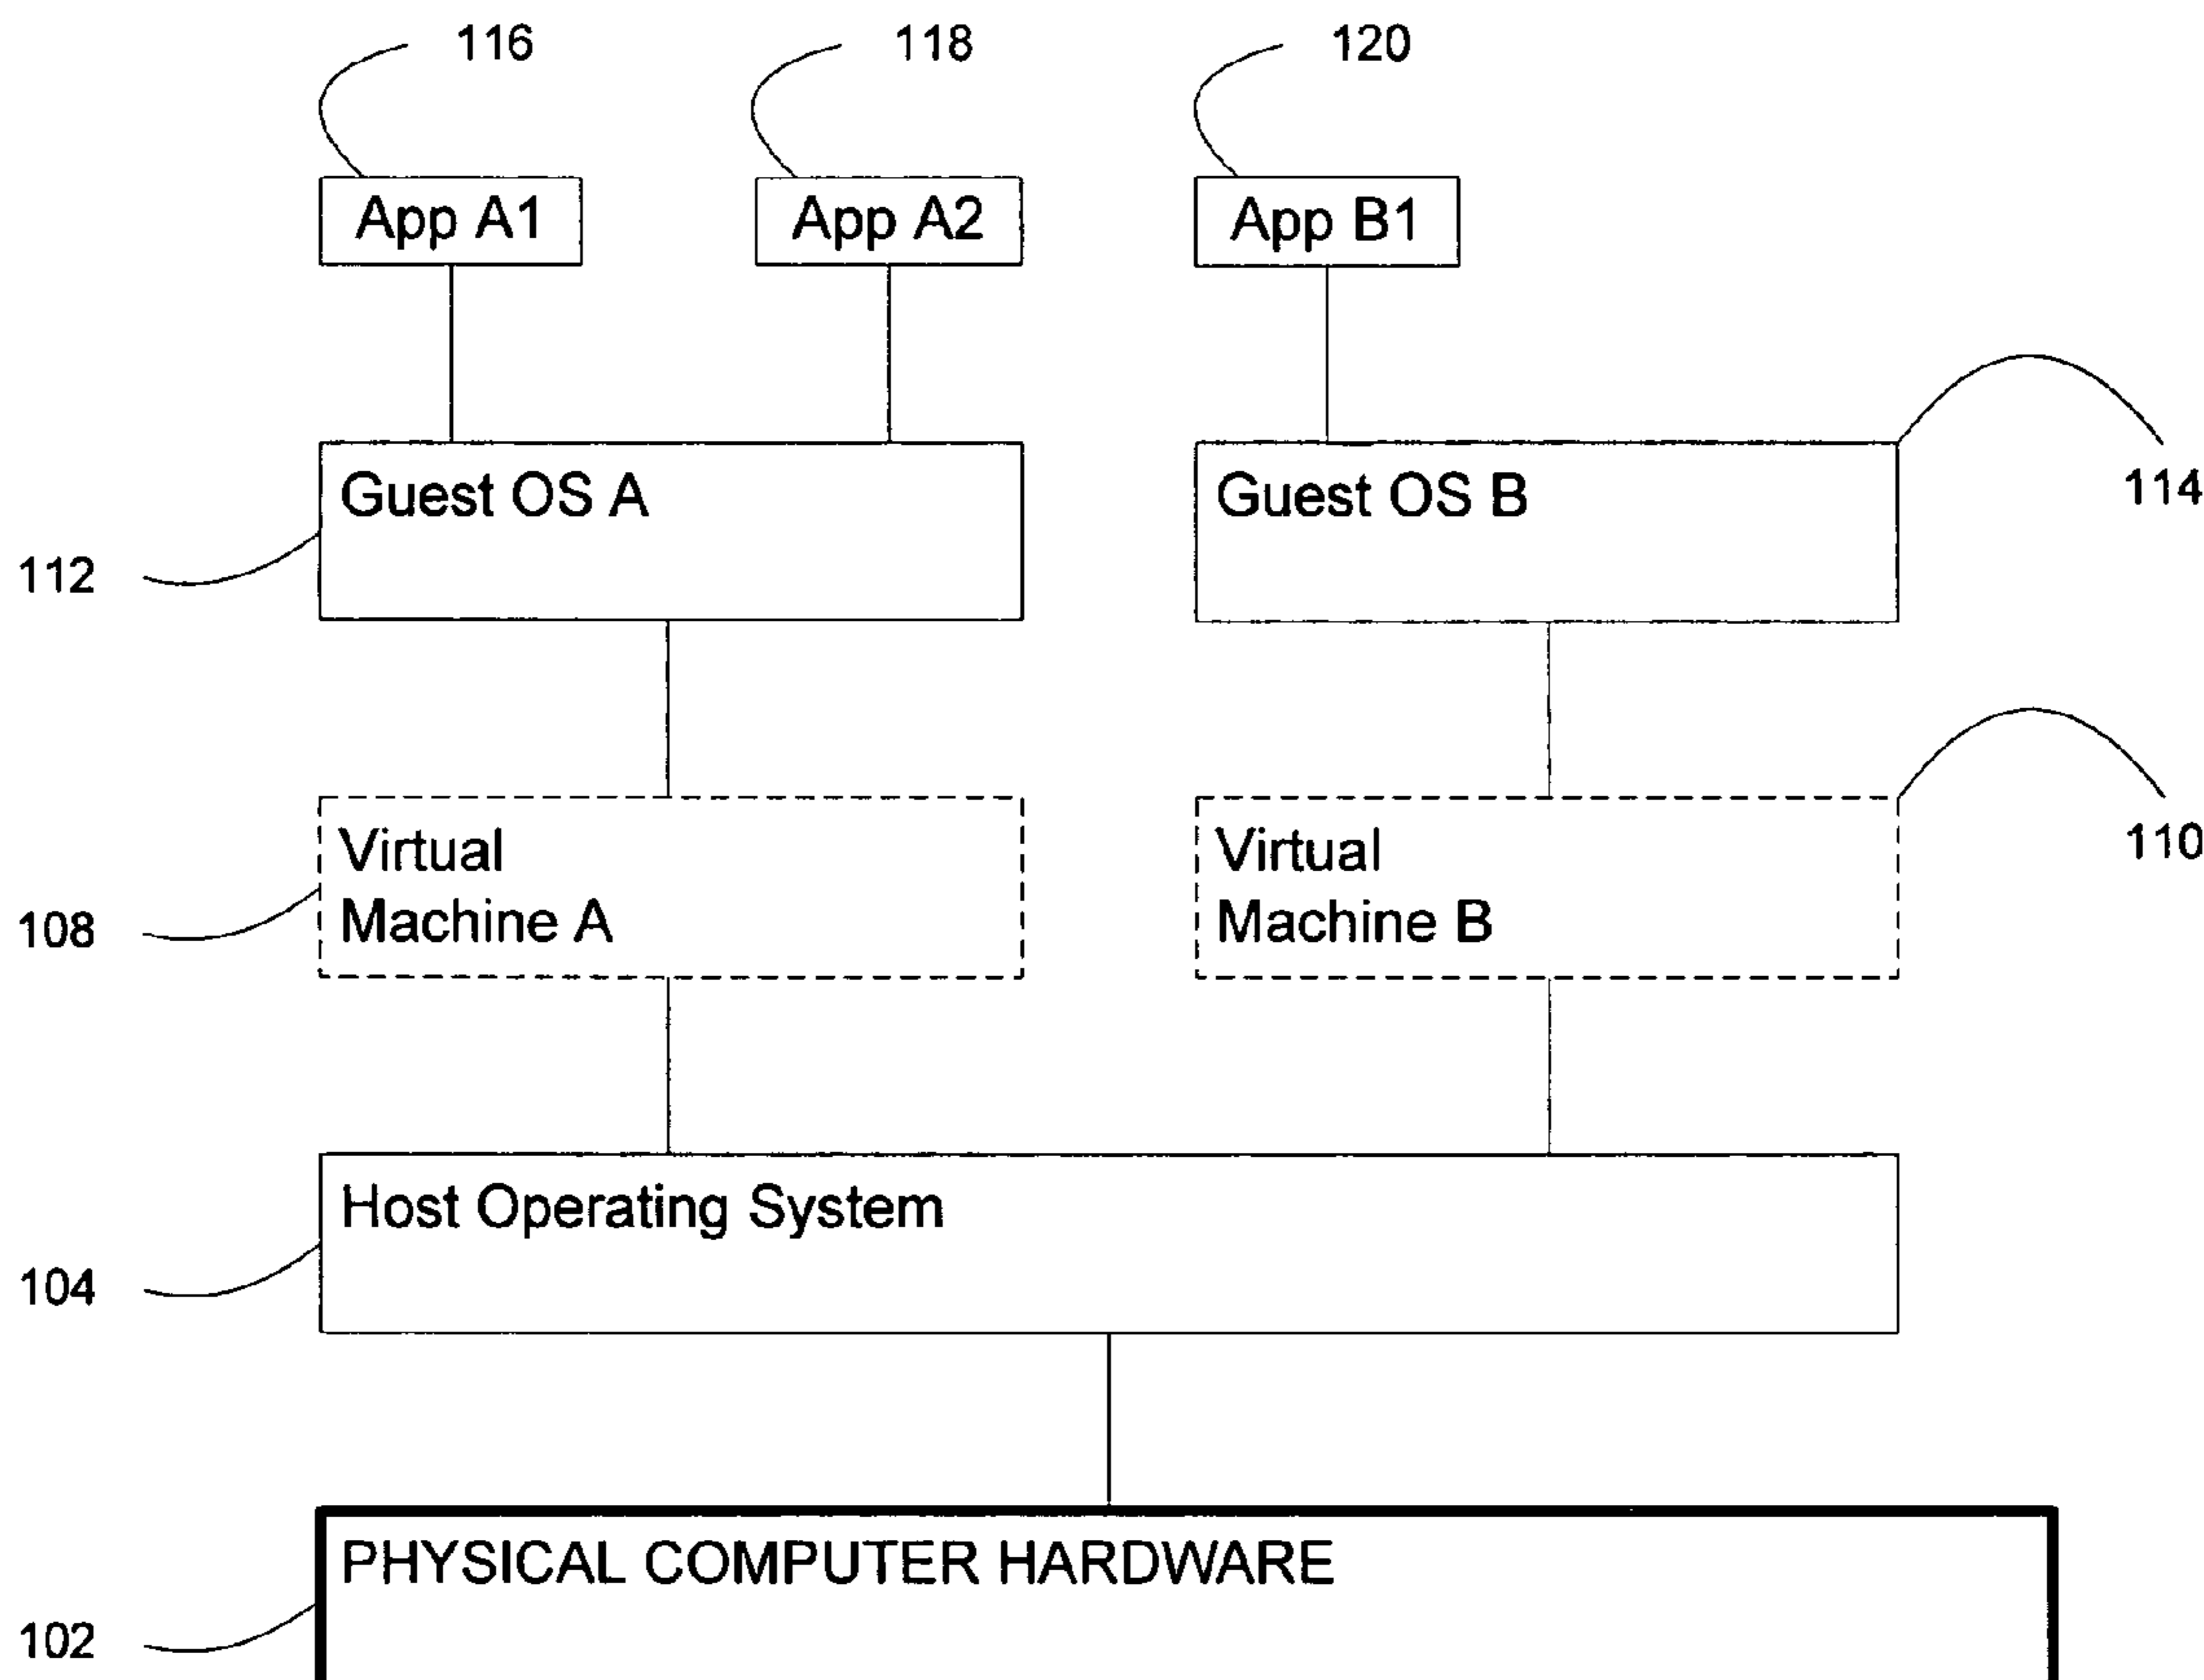 116
118
120
App A1
App A2
App B1
Guest OS A
Guest OS B
114
112
Virtual
Machine A
Virtual
Machine B
110
108
Host Operating System
104
PHYSICAL COMPUTER HARDWARE
102